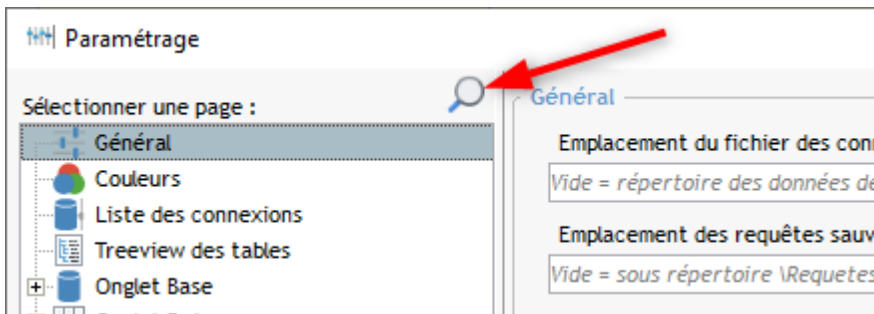 Paramétrage
Sélectionner une page :
Général
Couleurs
Liste des connexions
Treeview des tables
Onglet Base
Général
Emplacement du fichier des con
Vide = répertoire des données de
Emplacement des requêtes sauv
Vide = sous répertoire \Requetes